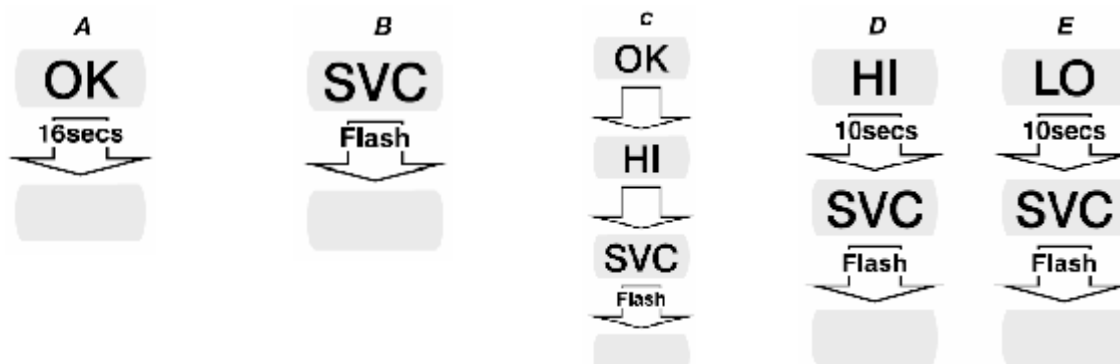 A
OK
16secs
B
SVC
Flash
C
OK
HI
SVC
Flash
D
HI
10secs
SVC
Flash
E
LO
10secs
SVC
Flash